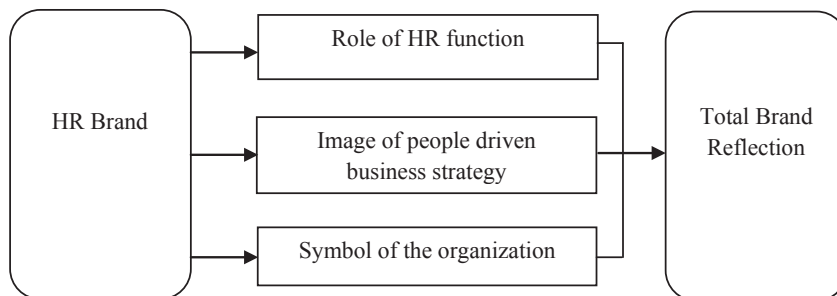 HR Brand
Role of HR function
Image of people driven
business strategy
Symbol of the organization
Total Brand
Reflection